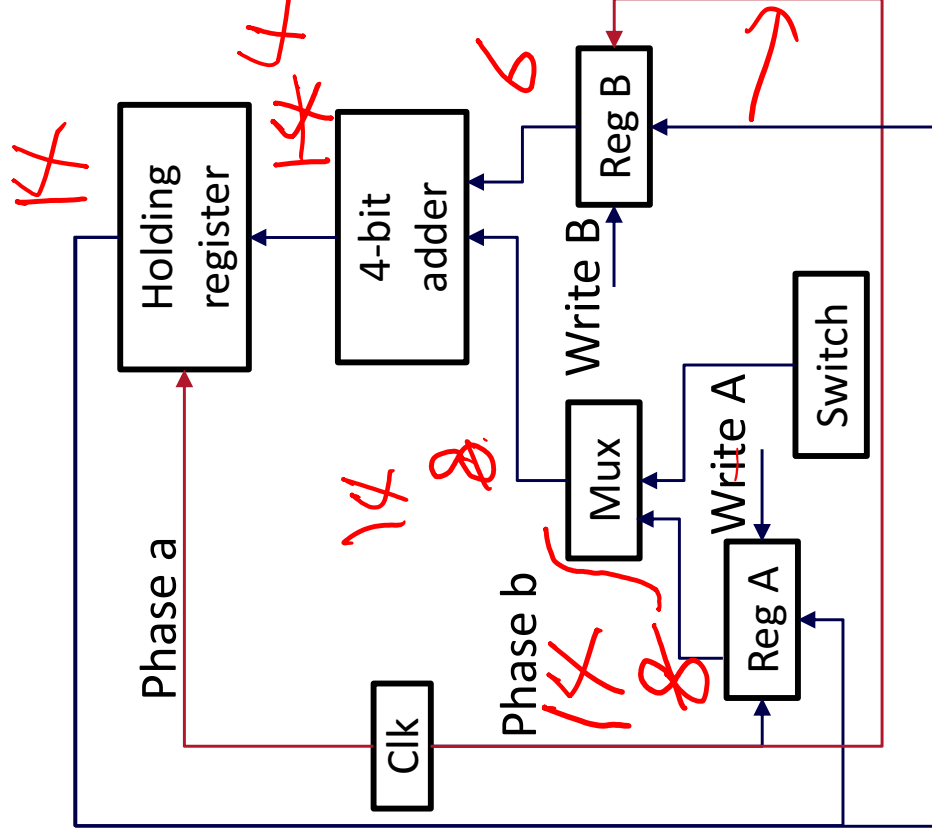 14
Phase a
Holding
register
4
14
4-bit
adder
14
Clk
8
6
Phase b
14
Mux
Write B
Reg B
8
Write A
Reg A
Switch